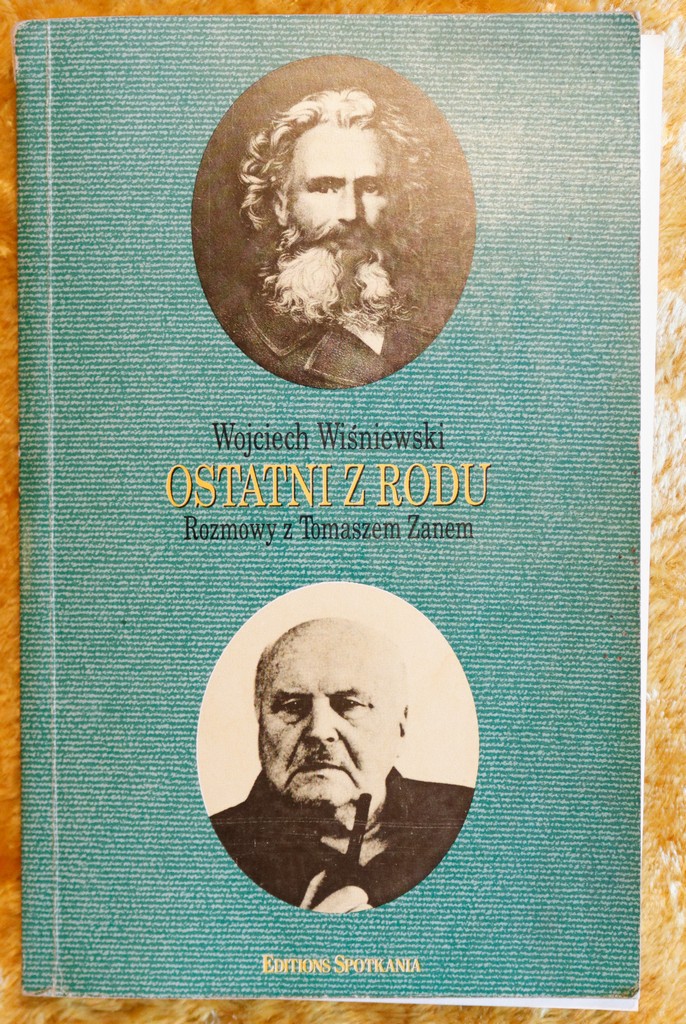 Wojciech Wiśniewski
OSTATNI Z RODU
Rozmowy z Tomaszem Zanem
EDITIONS SPOTKANIA